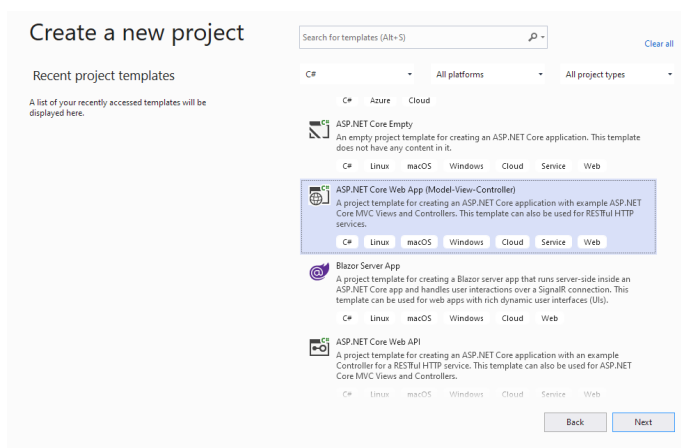 Create a new project
Search for templates (Alt+S)
Clear all
Recent project templates
A list of your recently accessed templates will be
displayed here.
C#
All platforms
All project types
C# Azure Cloud
ASP.NET Core Empty
An empty project template for creating an ASP.NET Core application. This template
does not have any content in it.
C# Linux macOS Windows Cloud Service Web
ASP.NET Core Web App (Model-View-Controller)
A project template for creating an ASP.NET Core application with example ASP.NET
Core MVC Views and Controllers. This template can also be used for RESTful HTTP
services.
C# Linux macOS Windows Cloud Service Web
Blazor Server App
A project template for creating a Blazor server app that runs server-side inside an
ASP.NET Core app and handles user interactions over a SignalR connection. This
template can be used for web apps with rich dynamic user interfaces (UIs).
C# Linux macOS Windows Cloud Web
ASP.NET Core Web API
A project template for creating an ASP.NET Core application with an example
Controller for a RESTful HTTP service. This template can also be used for ASP.NET
Core MVC Views and Controllers.
C# Linux macOS Windows Cloud Service Web
Back
Next